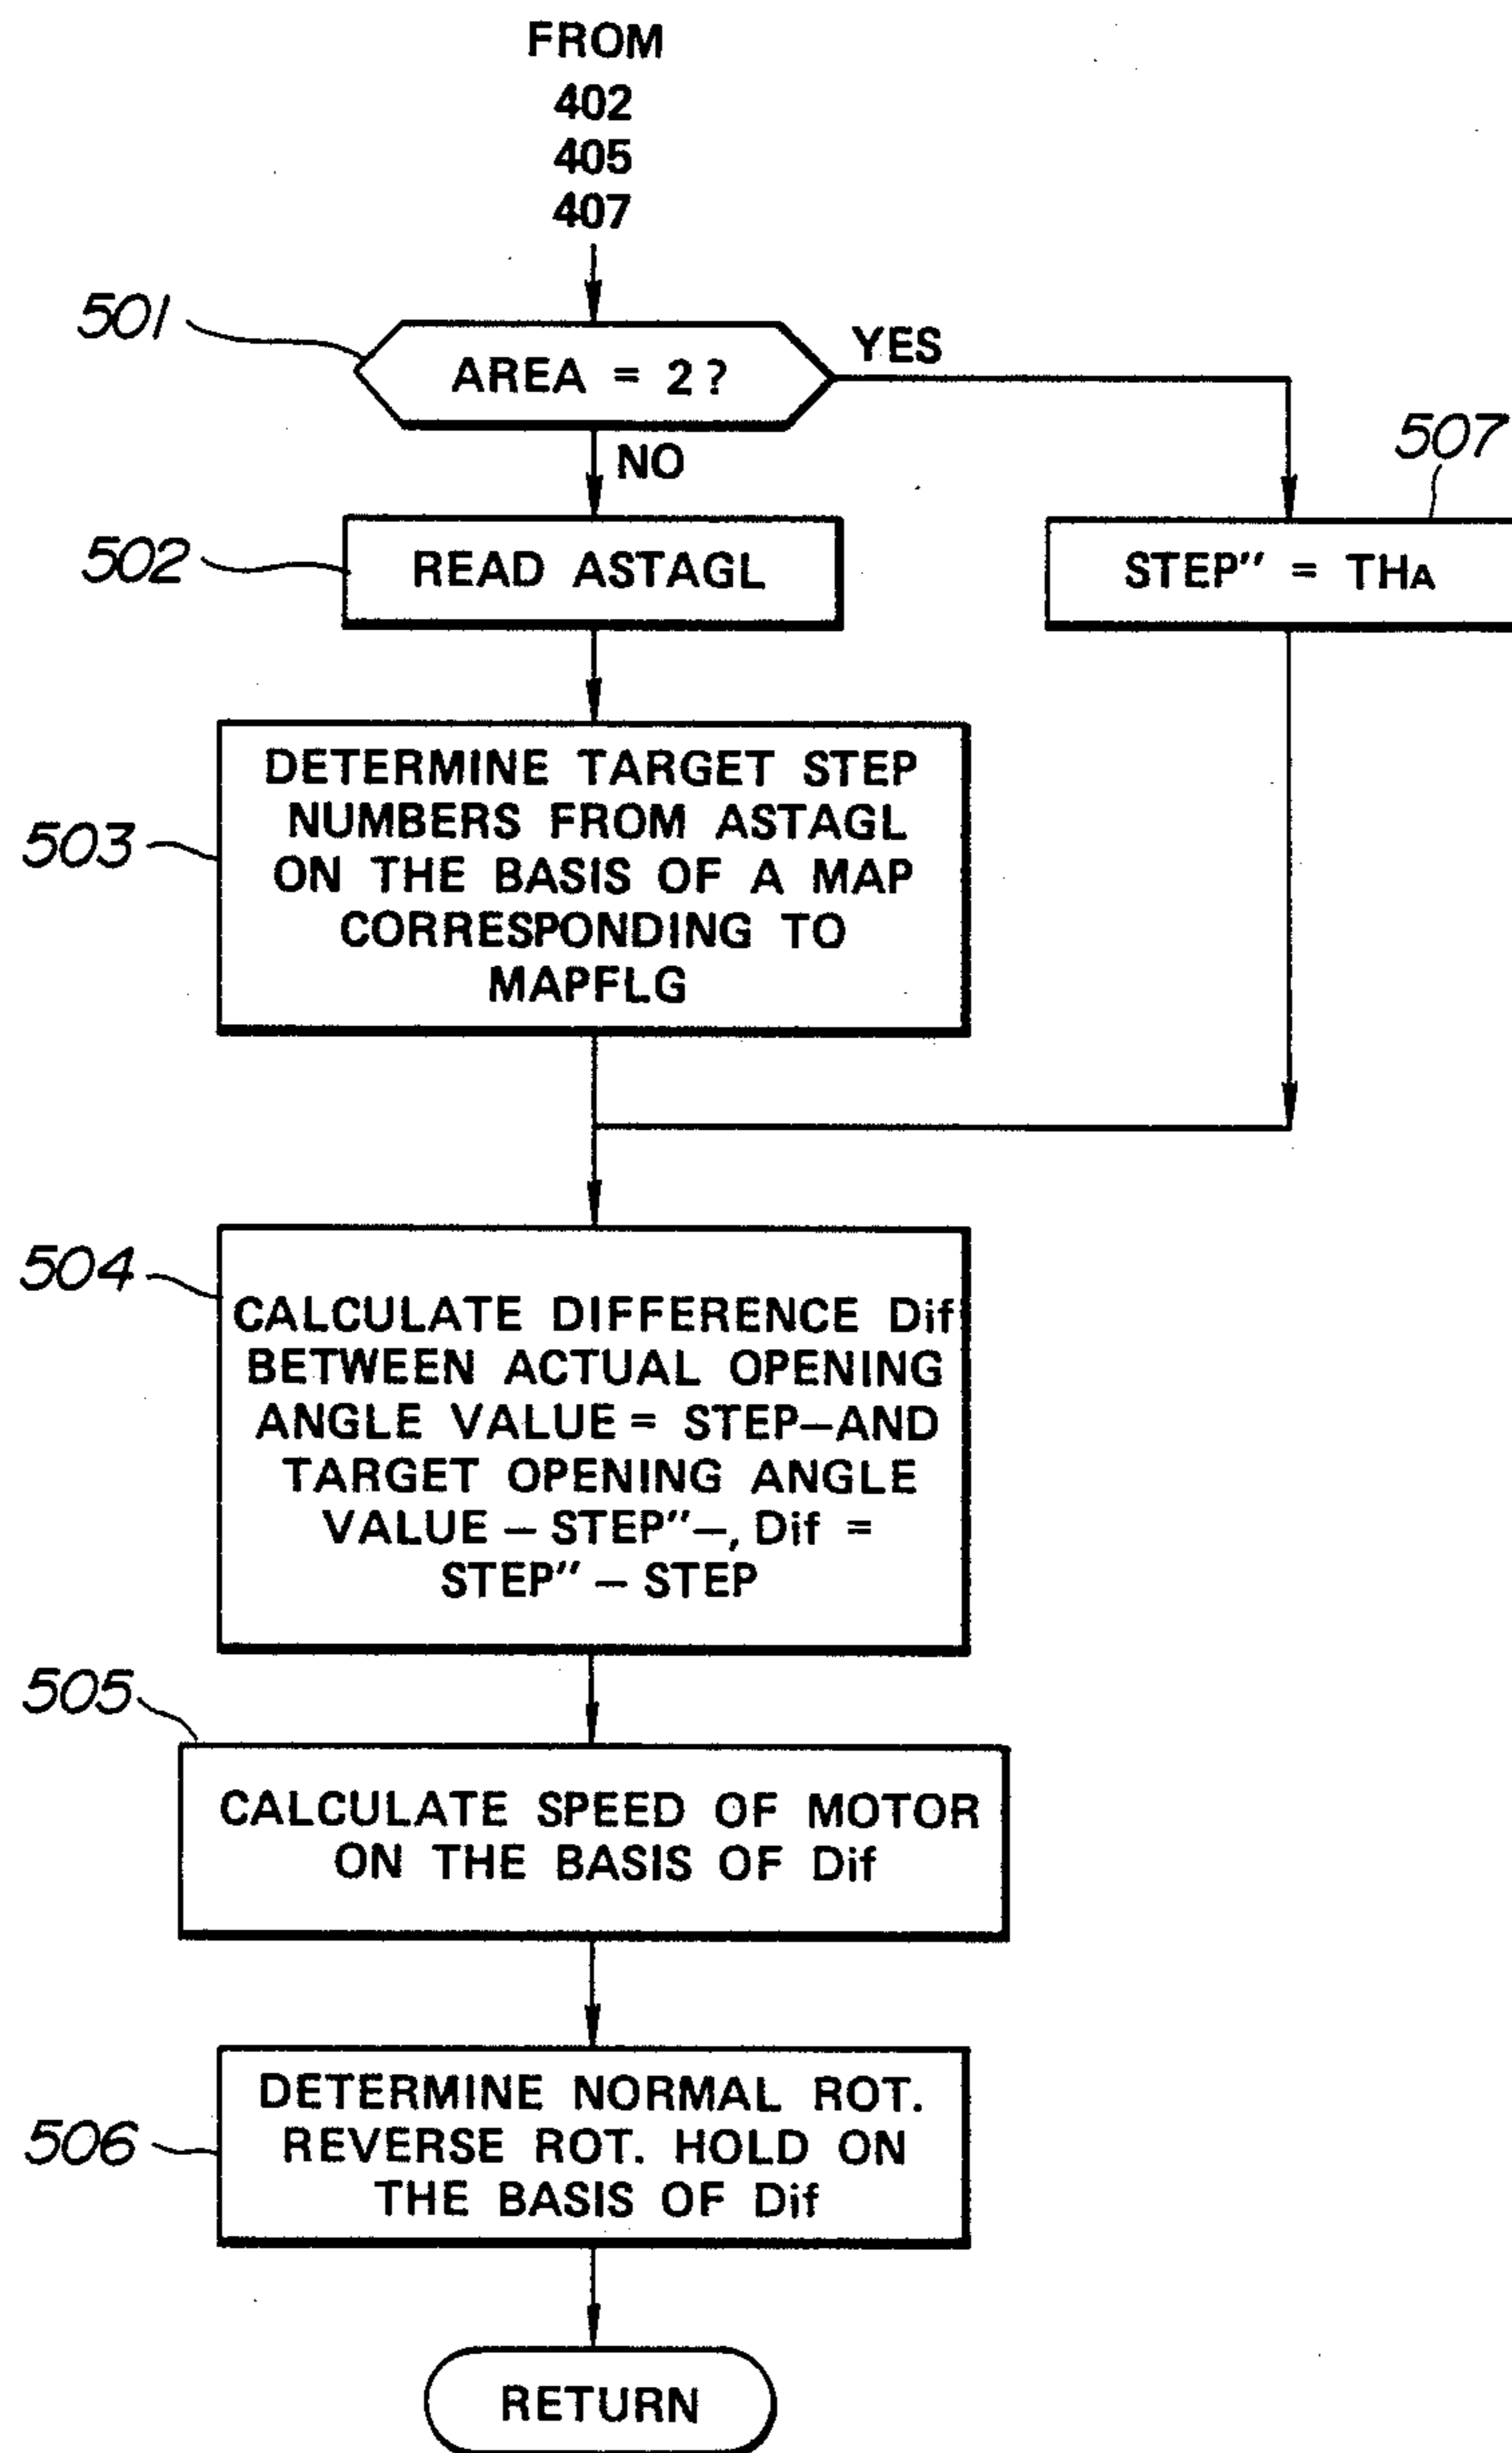 FROM
402
405
407
501
AREA = 2?
YES
NO
507
502
READ ASTAGL
STEP" = THA
503
DETERMINE TARGET STEP
NUMBERS FROM ASTAGL
ON THE BASIS OF A MAP
CORRESPONDING TO
MAPFLG
504
CALCULATE DIFFERENCE Dif
BETWEEN ACTUAL OPENING
ANGLE VALUE = STEP—AND
TARGET OPENING ANGLE
VALUE — STEP"—, Dif =
STEP" — STEP
505
CALCULATE SPEED OF MOTOR
ON THE BASIS OF Dif
506
DETERMINE NORMAL ROT.
REVERSE ROT. HOLD ON
THE BASIS OF Dif
RETURN